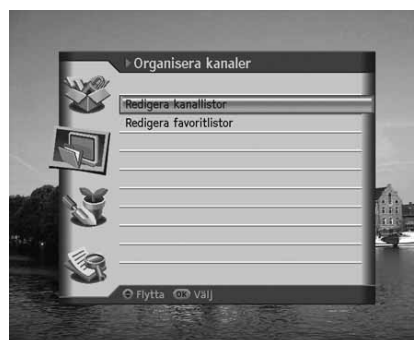 Organisera kanaler
Redigera kanallistor
Redigera favoritlistor
Flytta OK Välj